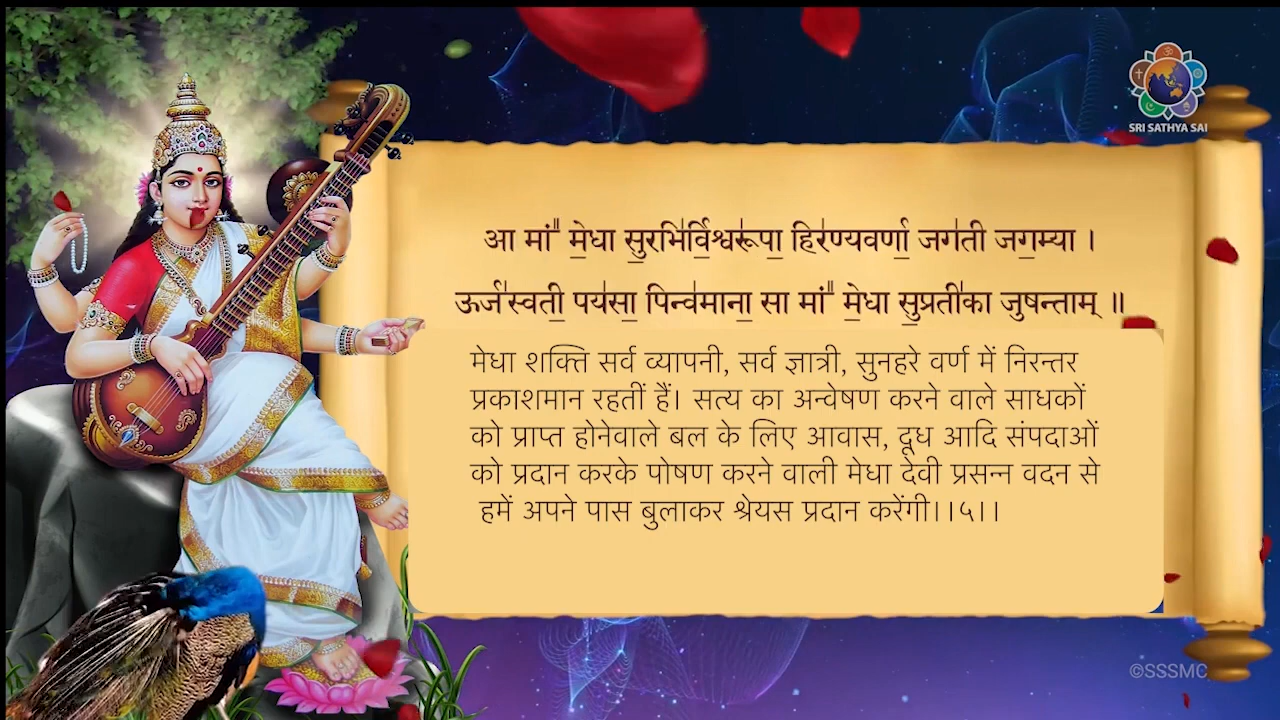 SRI SATHYA SAI
आ मां᳚ मे॒धा सु॒रभि॑र्वि॒श्वरू॑पा॒ हिर॑ण्यवर्णा॒ जग॑ती जग॒म्या ।
ऊर्ज॑स्वती॒ पय॑सा॒ पिन्व॑माना॒ सा मां᳚ मे॒धा सु॒प्रती॑का जुषन्ताम् ॥
मेधा शक्ति सर्व व्यापनी, सर्व ज्ञात्री, सुनहरे वर्ण में निरन्तर
प्रकाशमान रहतीं हैं। सत्य का अन्वेषण करने वाले साधकों
को प्राप्त होनेवाले बल के लिए आवास, दूध आदि संपदाओं
को प्रदान करके पोषण करने वाली मेधा देवी प्रसन्न वदन से
हमें अपने पास बुलाकर श्रेयस प्रदान करेंगी।।५।।
©SSSMC